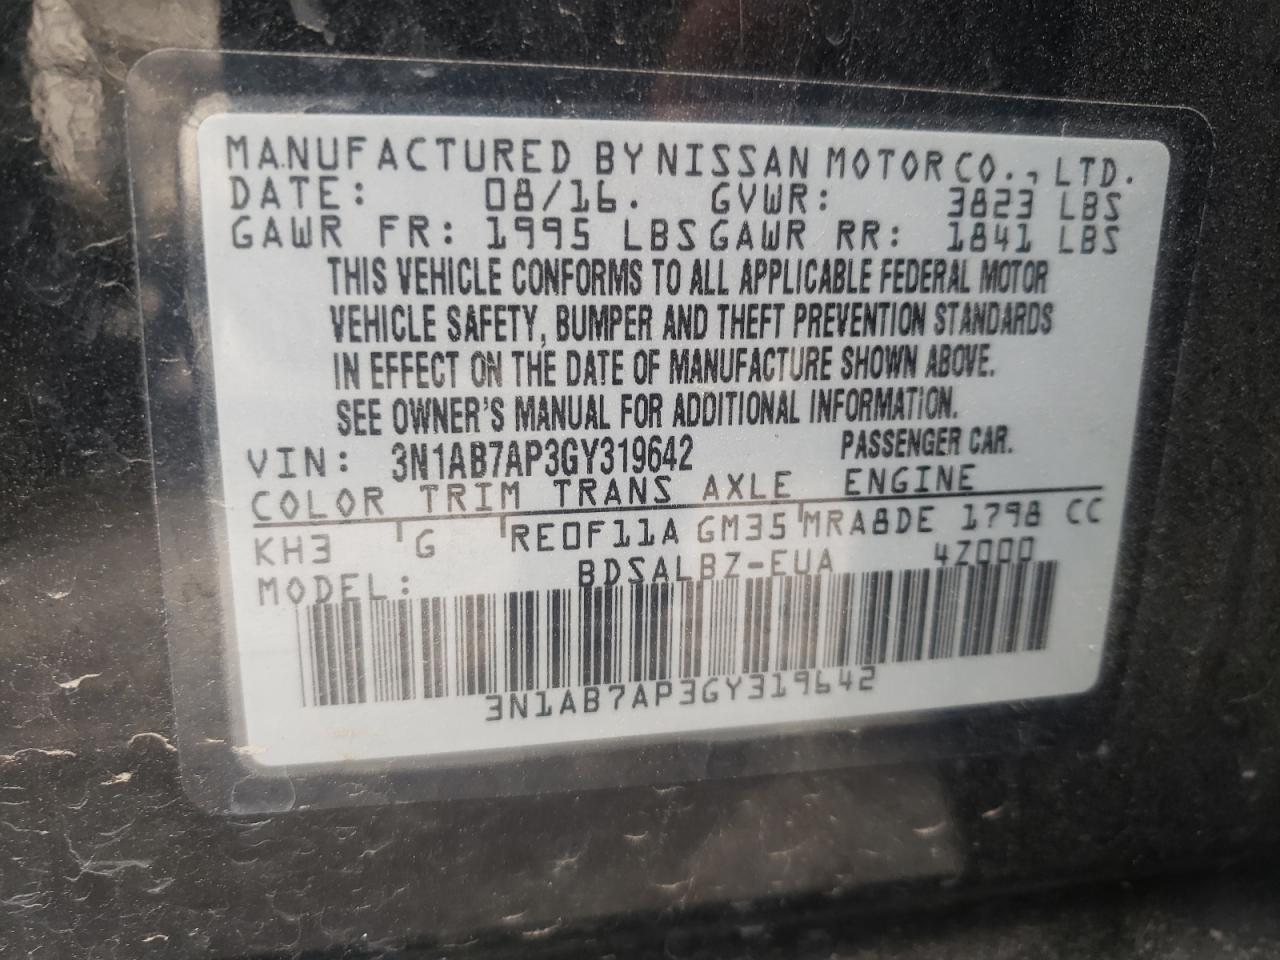 MANUFACTURED BY NISSAN MOTOR CO., LTD.
DATE: 08/16. GVWR: 3823 LBS
GAWR FR: 1995 LBS GAWR RR: 1841 LBS
THIS VEHICLE CONFORMS TO ALL APPLICABLE FEDERAL MOTOR
VEHICLE SAFETY, BUMPER AND THEFT PREVENTION STANDARDS
IN EFFECT ON THE DATE OF MANUFACTURE SHOWN ABOVE.
SEE OWNER'S MANUAL FOR ADDITIONAL INFORMATION.
VIN: 3N1AB7AP3GY319642 PASSENGER CAR.
COLOR TRIM TRANS AXLE ENGINE
KH3 G RE0F11A GM35 MRA8DE 1798 CC
MODEL: BDSALBZ-EUA 4Z000
3N1AB7AP3GY319642